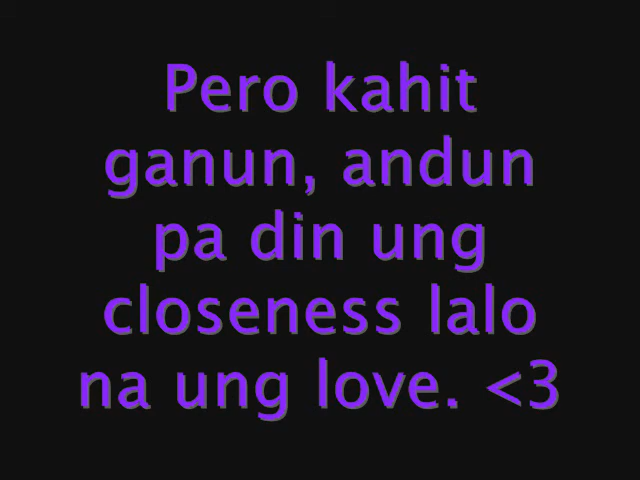 Pero kahit
ganun, andun
pa din ung
closeness lalo
na ung love. <3